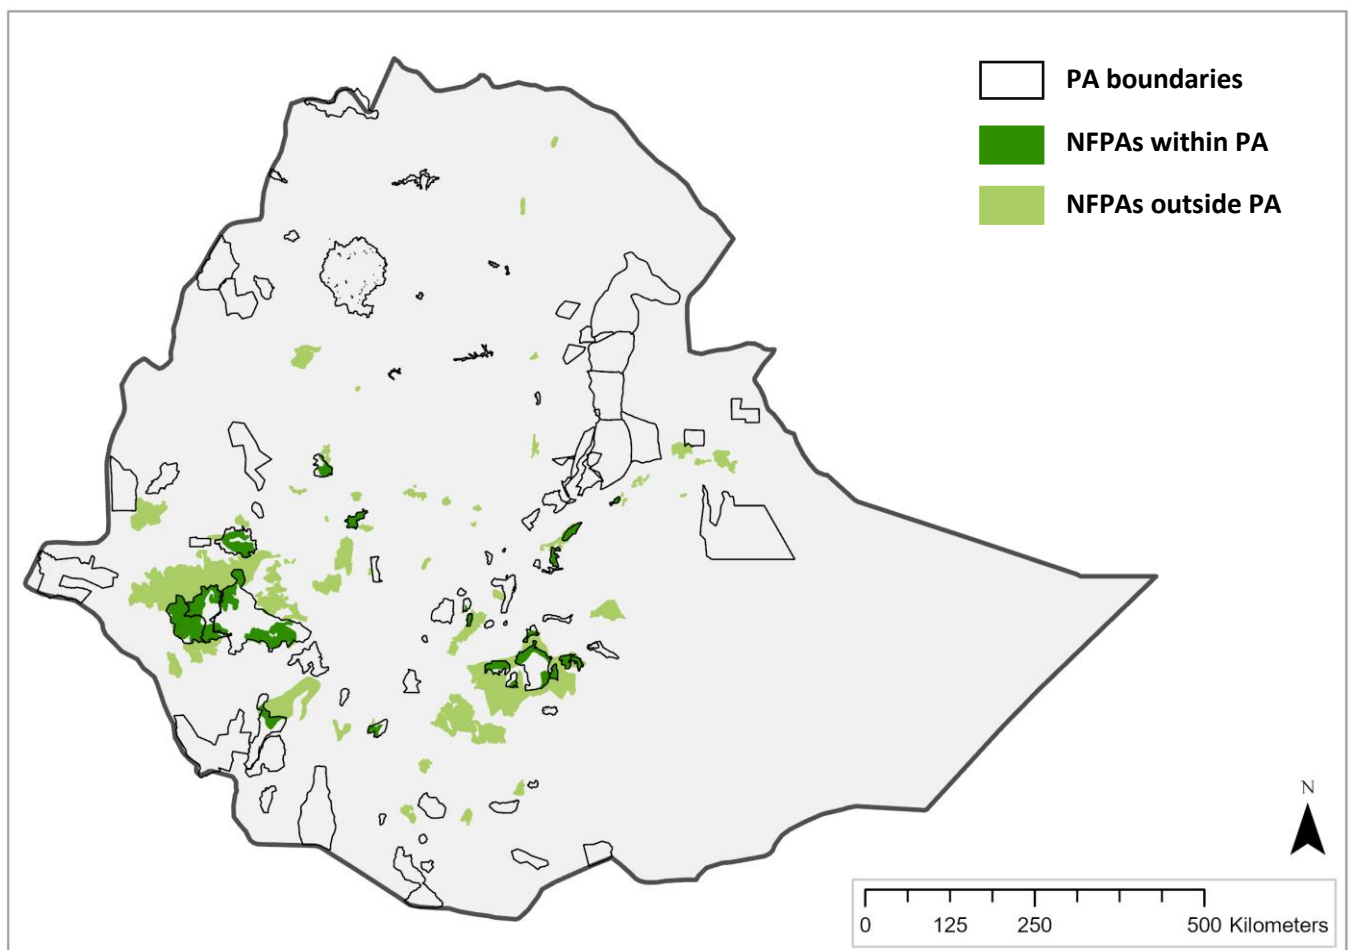 PA boundaries
NFPAs within PA
NFPAs outside PA
N
0 125 250 500 Kilometers